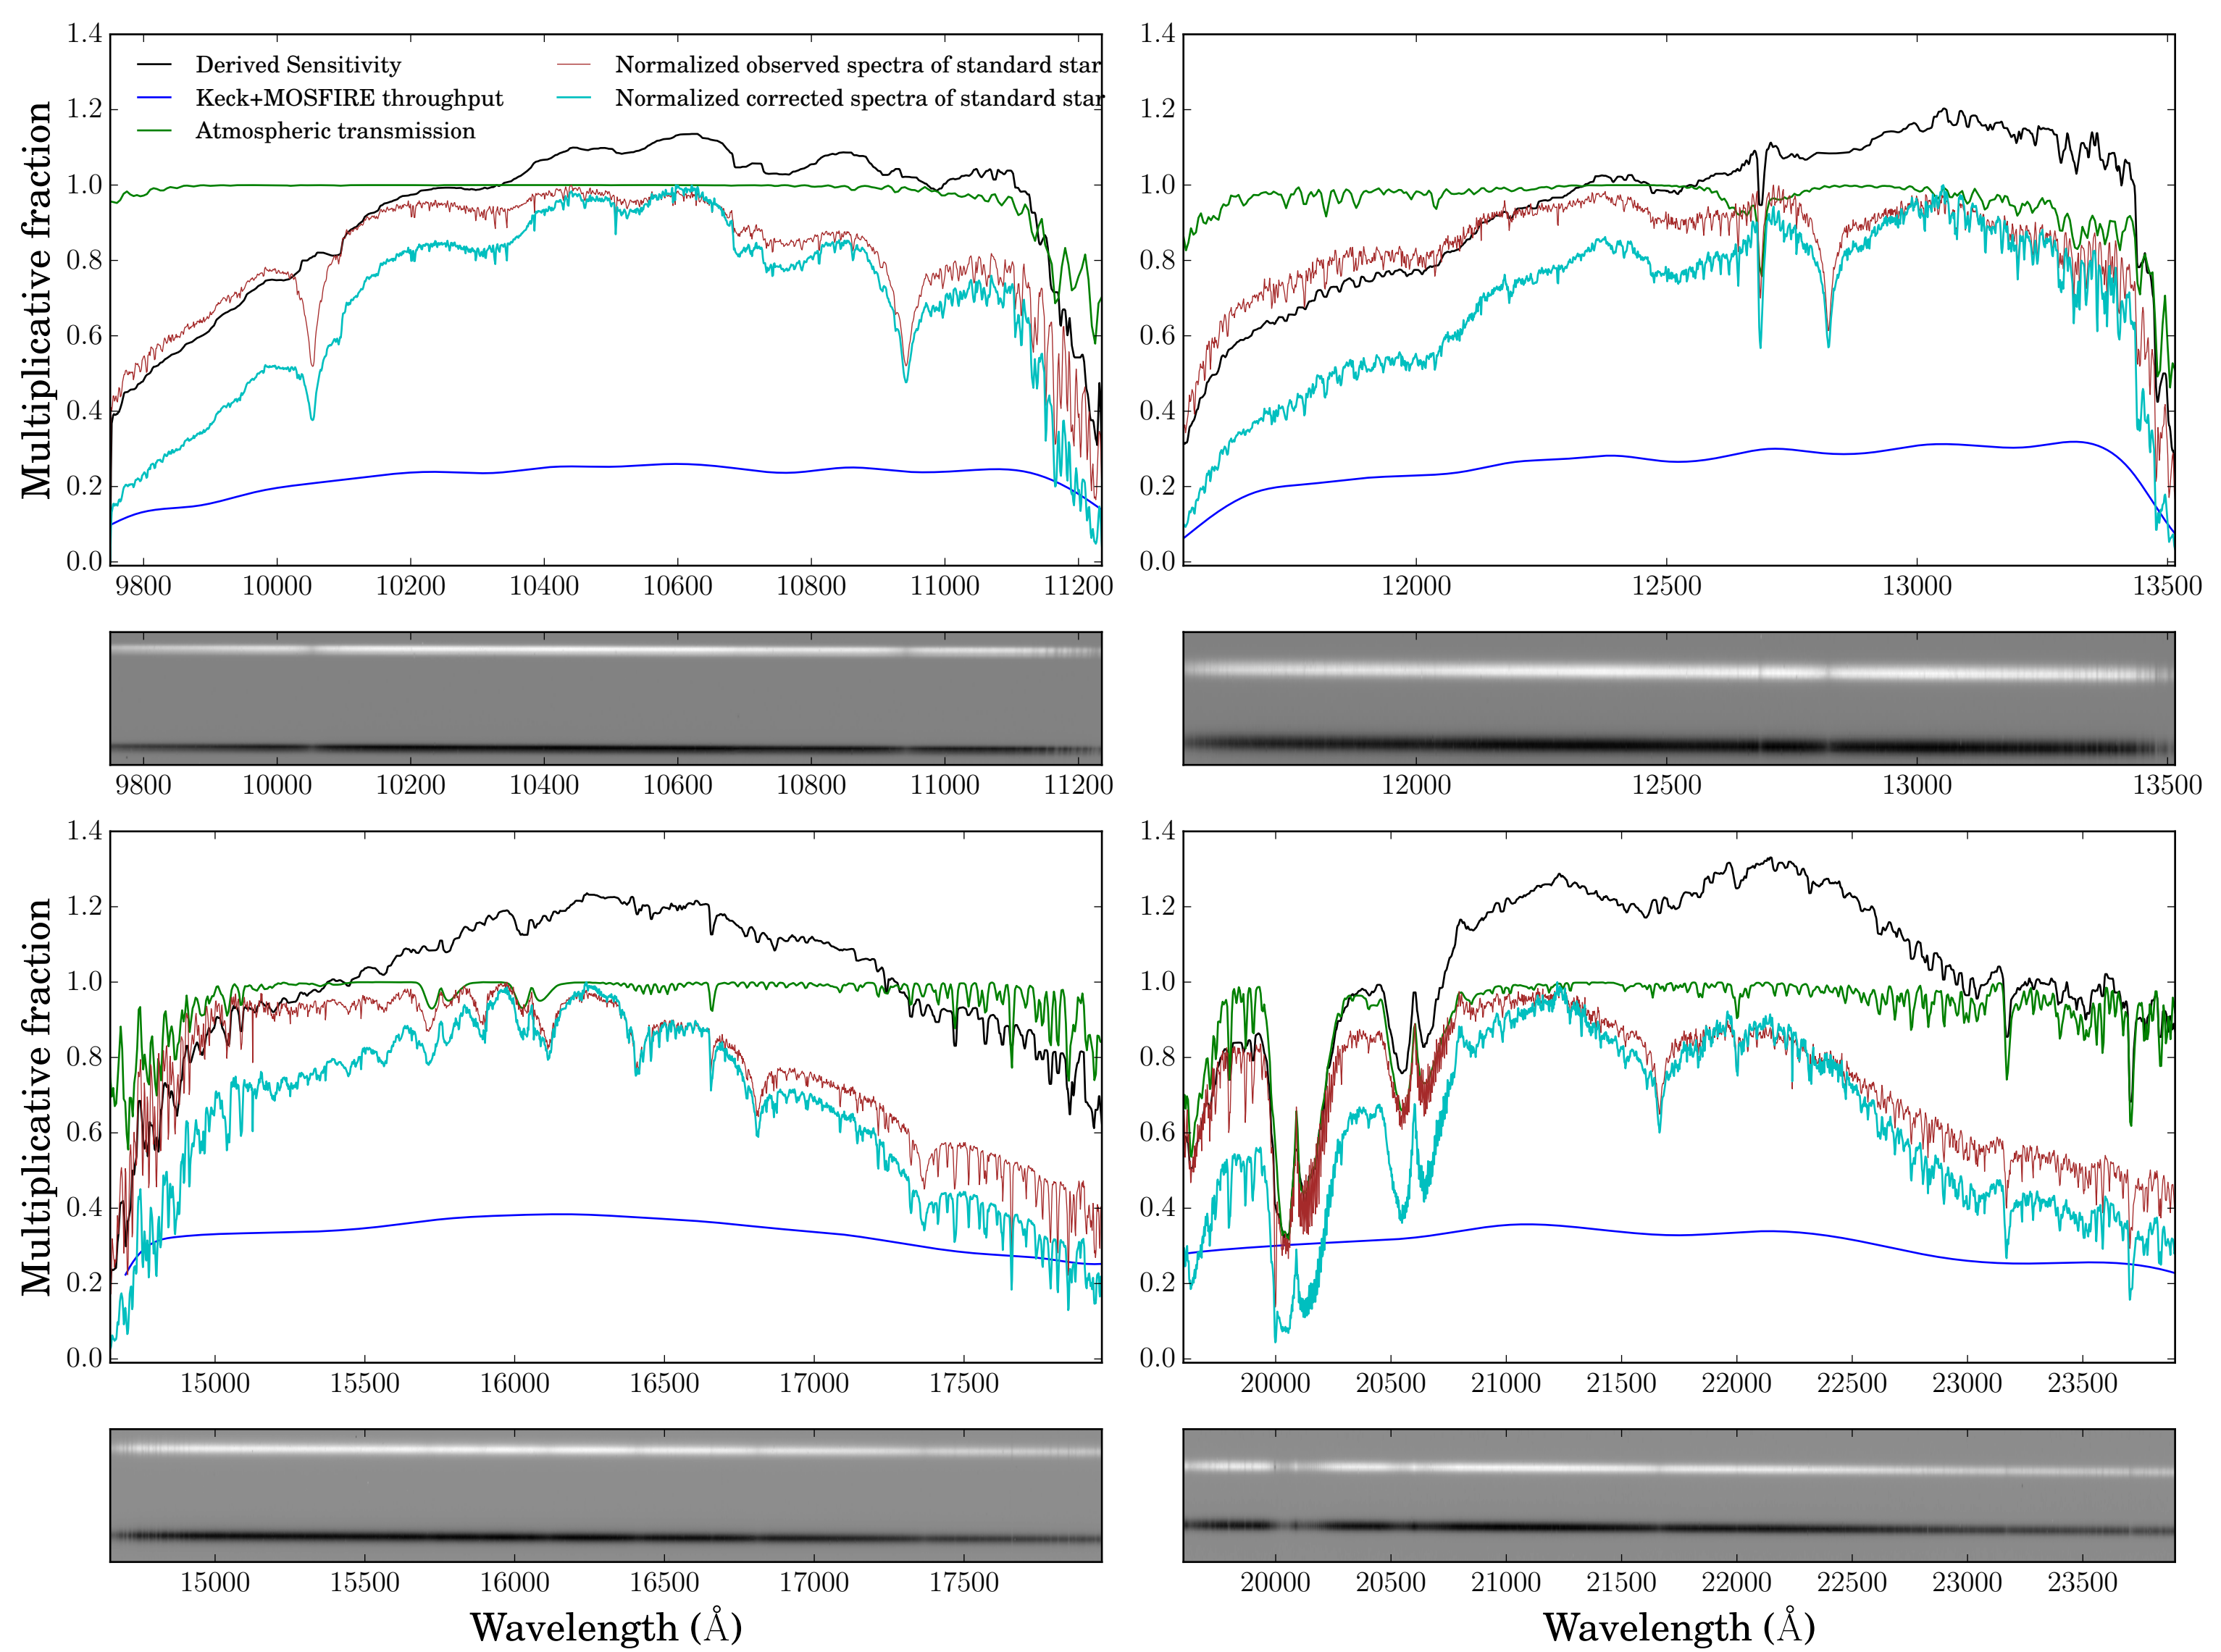 1.4
1.2
1.0
0.8
0.6
0.4
0.2
0.0
Multiplicative fraction
Derived Sensitivity
Keck+MOSFIRE throughput
Atmospheric transmission
Normalized observed spectra of standard star
Normalized corrected spectra of standard star
9800 10000 10200 10400 10600 10800 11000 11200
1.4
1.2
1.0
0.8
0.6
0.4
0.2
0.0
12000 12500 13000 13500
9800 10000 10200 10400 10600 10800 11000 11200
12000 12500 13000 13500
1.4
1.2
1.0
0.8
0.6
0.4
0.2
0.0
Multiplicative fraction
15000 15500 16000 16500 17000 17500
1.4
1.2
1.0
0.8
0.6
0.4
0.2
0.0
20000 20500 21000 21500 22000 22500 23000 23500
15000 15500 16000 16500 17000 17500
Wavelength (Å)
20000 20500 21000 21500 22000 22500 23000 23500
Wavelength (Å)